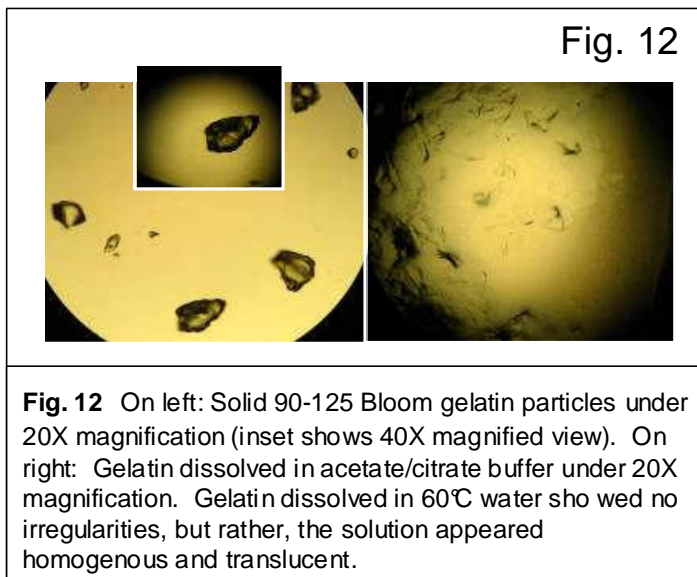 Fig. 12
Fig. 12 On left: Solid 90-125 Bloom gelatin particles under
20X magnification (inset shows 40X magnified view). On
right: Gelatin dissolved in acetate/citrate buffer under 20X
magnification. Gelatin dissolved in 60℃ water sho wed no
irregularities, but rather, the solution appeared
homogenous and translucent.